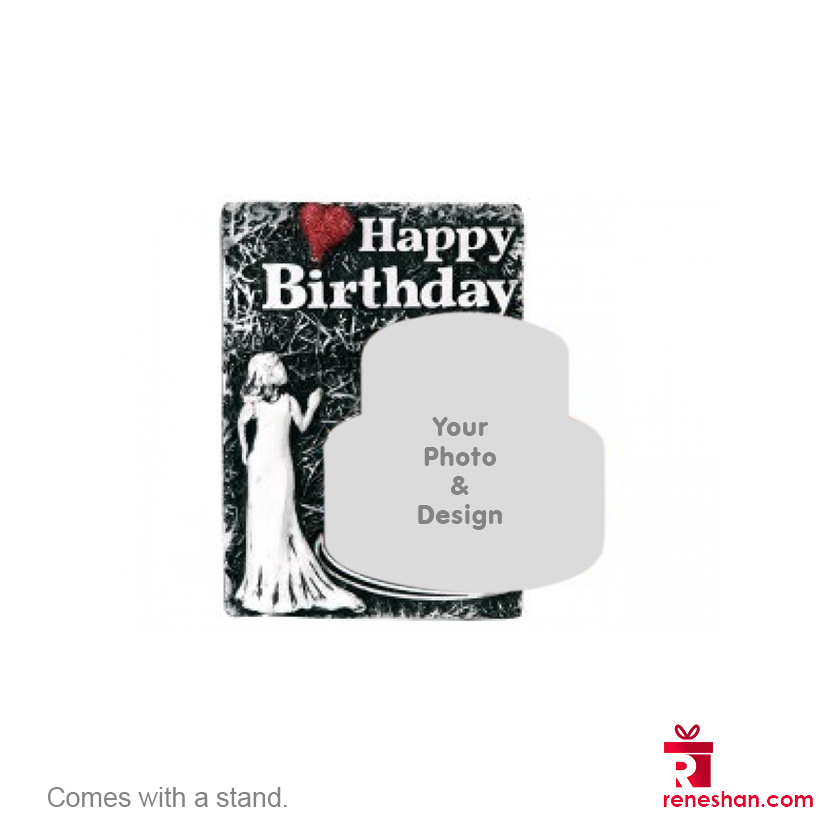 Happy
Birthday
Your
Photo
&
Design
Comes with a stand.
R
reneshan.com